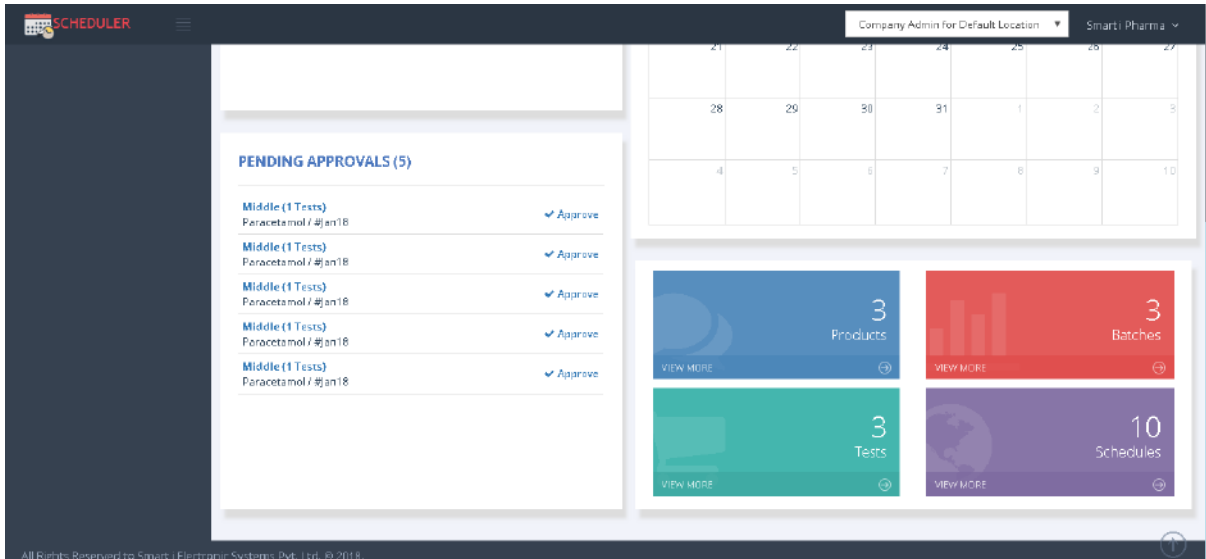 SCHEDULER
Company Admin for Default Location
Smarti Pharma
21 22 23 24 25 26 27
28 29 30 31 1 2 3
4 5 6 7 8 9 10
PENDING APPROVALS (5)
Middle (1 Tests)
Paracetamol / #Jan18
Approve
Middle (1 Tests)
Paracetamol / #Jan18
Approve
Middle (1 Tests)
Paracetamol / #Jan18
Approve
Middle (1 Tests)
Paracetamol / #Jan18
Approve
Middle (1 Tests)
Paracetamol / #Jan18
Approve
3
Products
VIEW MORE
3
Batches
VIEW MORE
3
Tests
VIEW MORE
10
Schedules
VIEW MORE
All Rights Reserved to Smart i Electronic Systems Pvt. Ltd. © 2018.